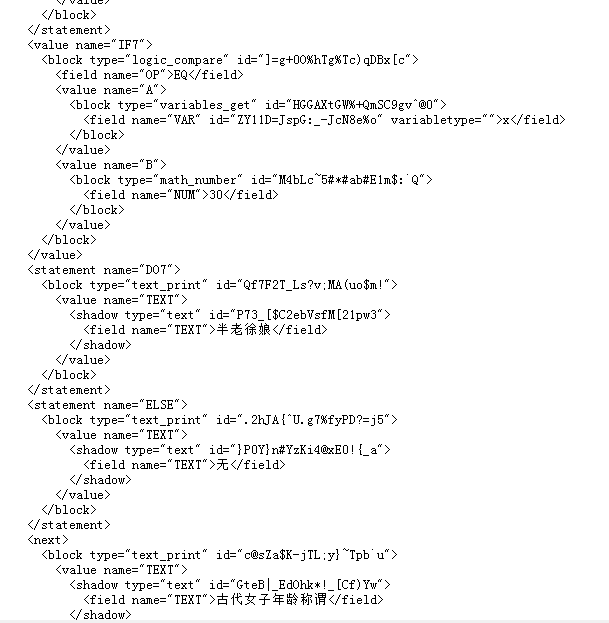 </value>
</block>
</statement>
<value name="IF7">
<block type="logic_compare" id="]=g+0O%hTg%Tc)qDBx[c">
<field name="OP">EQ</field>
<value name="A">
<block type="variables_get" id="HGGAXtGW%+QmSC9gv^@0">
<field name="VAR" id="ZY11D=JspG:_-JcN8e%o" variabletype="">x</field>
</block>
</value>
<value name="B">
<block type="math_number" id="M4bLc~5#*#ab#E1m$:`Q">
<field name="NUM">30</field>
</block>
</value>
</block>
</value>
<statement name="DO7">
<block type="text_print" id="Qf7F2T_Ls?v;MA(uo$m!">
<value name="TEXT">
<shadow type="text" id="P73_[$C2ebVsfM[21pw3">
<field name="TEXT">半老徐娘</field>
</shadow>
</value>
</block>
</statement>
<statement name="ELSE">
<block type="text_print" id=".2hJA{^U.g7%fyPD?=j5">
<value name="TEXT">
<shadow type="text" id="}P0Y}n#YzKi4@xE0!{_a">
<field name="TEXT">无</field>
</shadow>
</value>
</block>
</statement>
<next>
<block type="text_print" id="c@sZa$K-jTL;y}~Tpb`u">
<value name="TEXT">
<shadow type="text" id="GteB|_EdOhk*!_[Cf)Yw">
<field name="TEXT">古代女子年龄称谓</field>
</shadow>